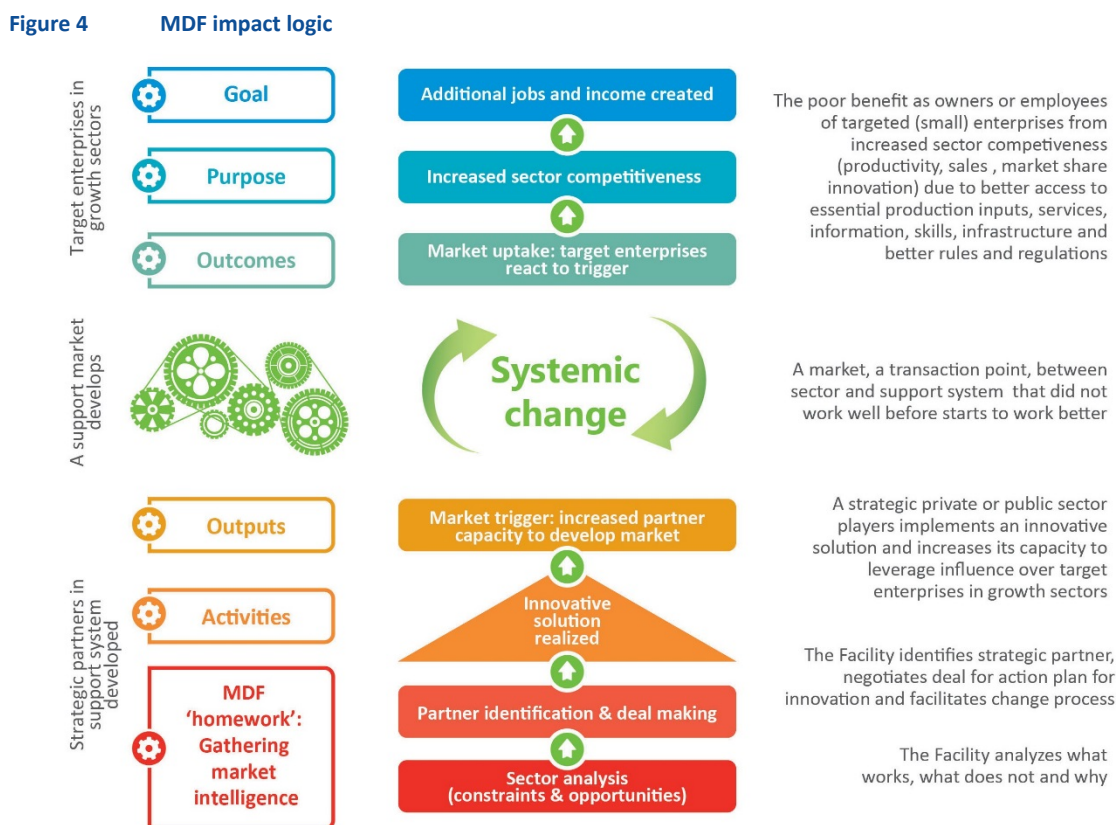 Figure 4 MDF impact logic
Target enterprises in
growth sectors
Goal
Additional jobs and income created
Purpose
Increased sector competitiveness
Outcomes
Market uptake: target enterprises
react to trigger
The poor benefit as owners or employees
of targeted (small) enterprises from
increased sector competitiveness
(productivity, sales , market share
innovation) due to better access to
essential production inputs, services,
information, skills, infrastructure and
better rules and regulations
A support market
develops
Systemic
change
A market, a transaction point, between
sector and support system that did not
work well before starts to work better
Strategic partners in
support system
developed
Outputs
Market trigger: increased partner
capacity to develop market
A strategic private or public sector
players implements an innovative
solution and increases its capacity to
leverage influence over target
enterprises in growth sectors
Activities
Innovative
solution
realized
The Facility identifies strategic partner,
negotiates deal for action plan for
innovation and facilitates change process
MDF
‘homework’:
Gathering
market
intelligence
Partner identification & deal making
Sector analysis
(constraints & opportunities)
The Facility analyzes what
works, what does not and why